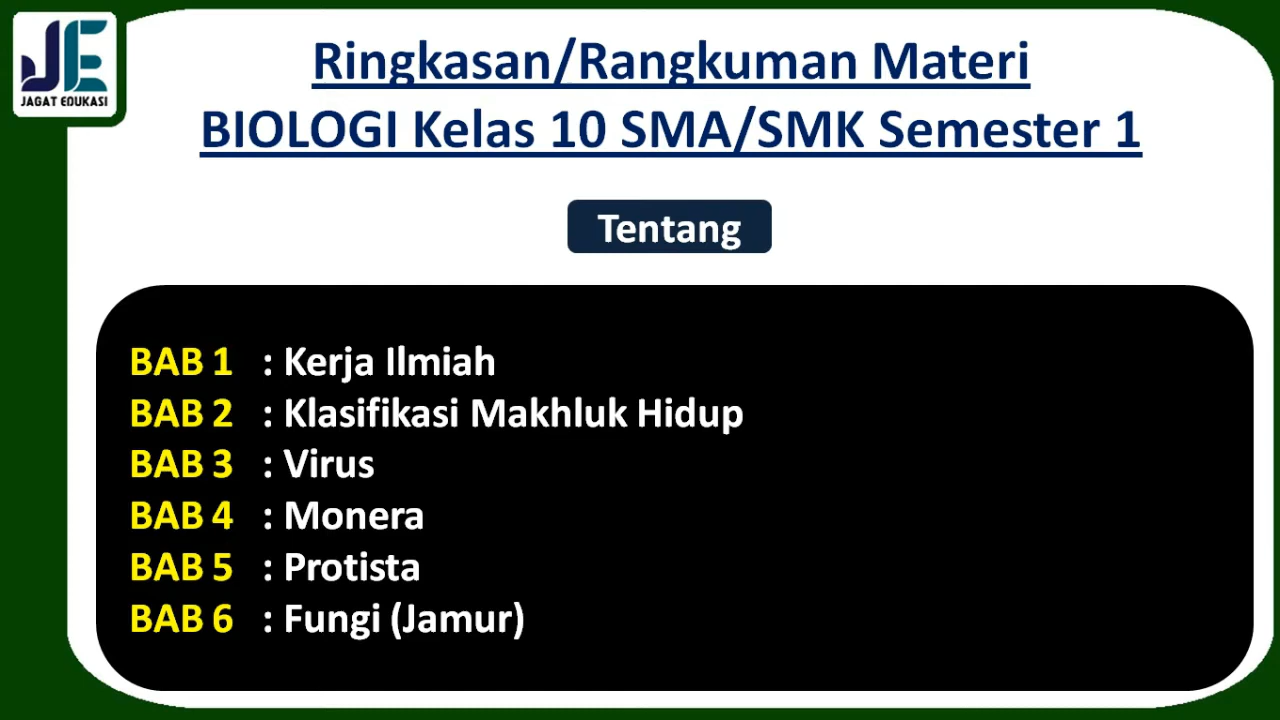 JE
JAGAT EDUKASI
Ringkasan/Rangkuman Materi
BIOLOGI Kelas 10 SMA/SMK Semester 1
Tentang
BAB 1 : Kerja Ilmiah
BAB 2 : Klasifikasi Makhluk Hidup
BAB 3 : Virus
BAB 4 : Monera
BAB 5 : Protista
BAB 6 : Fungi (Jamur)